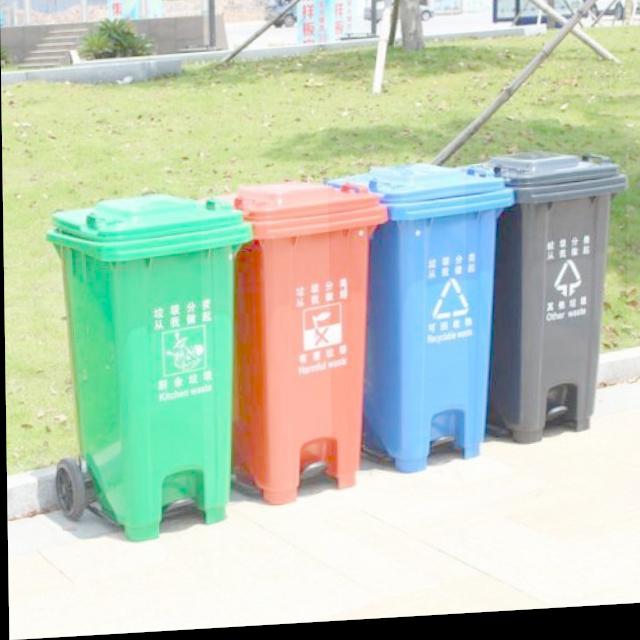 垃圾分类
从我做起
厨余垃圾
Kitchen waste
垃圾分类
从我做起
有害垃圾
Harmful waste
垃圾分类
从我做起
可回收物
Recyclable waste
垃圾分类
从我做起
其他垃圾
Other waste
样板